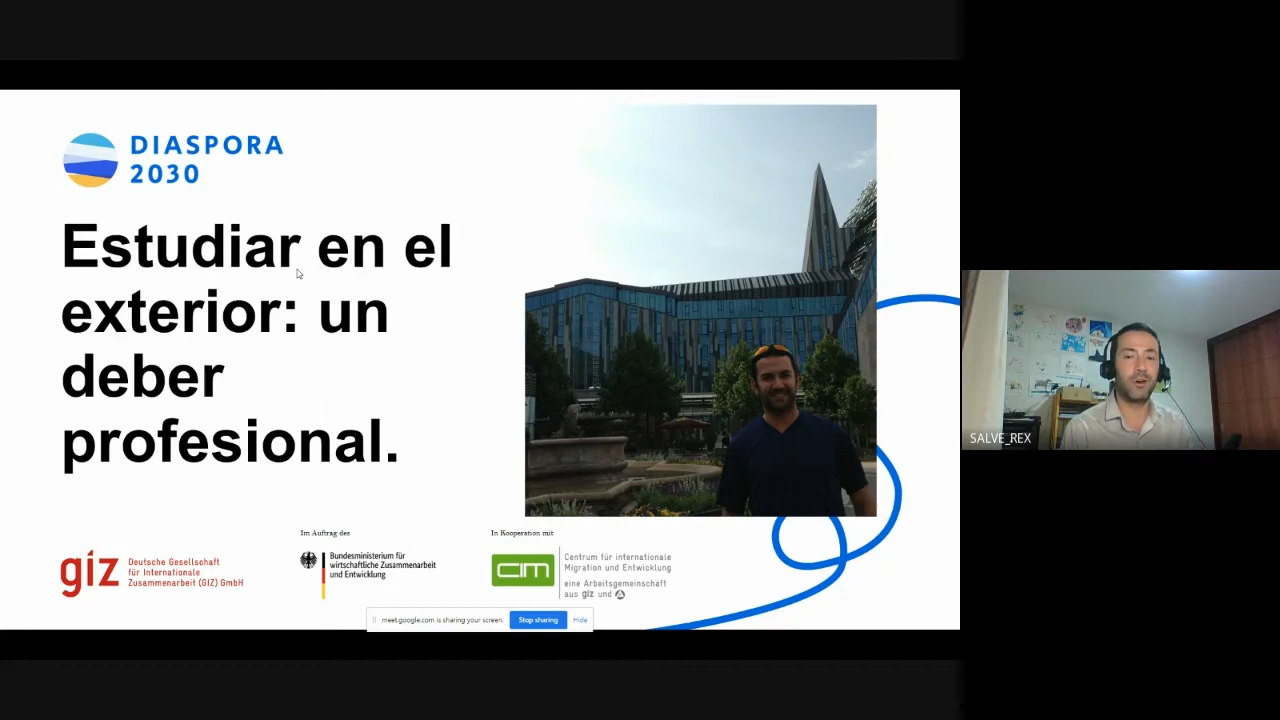 DIASPORA
2030
Estudiar en el
exterior: un
deber
profesional.
Im Auftrag des
In Kooperation mit
giz
Deutsche Gesellschaft
für Internationale
Zusammenarbeit (GIZ) GmbH
Bundesministerium für
wirtschaftliche Zusammenarbeit
und Entwicklung
cim
Centrum für internationale
Migration und Entwicklung
eine Arbeitsgemeinschaft
aus giz und
meet.google.com is sharing your screen.
Stop sharing
Hide
SALVE_REX